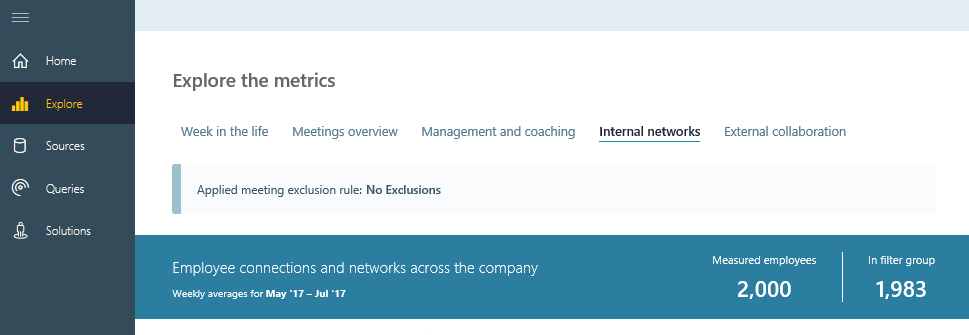 Home
Explore
Sources
Queries
Solutions
Explore the metrics
Week in the life Meetings overview Management and coaching Internal networks External collaboration
Applied meeting exclusion rule: No Exclusions
Employee connections and networks across the company
Weekly averages for May '17 – Jul '17
Measured employees
2,000
In filter group
1,983